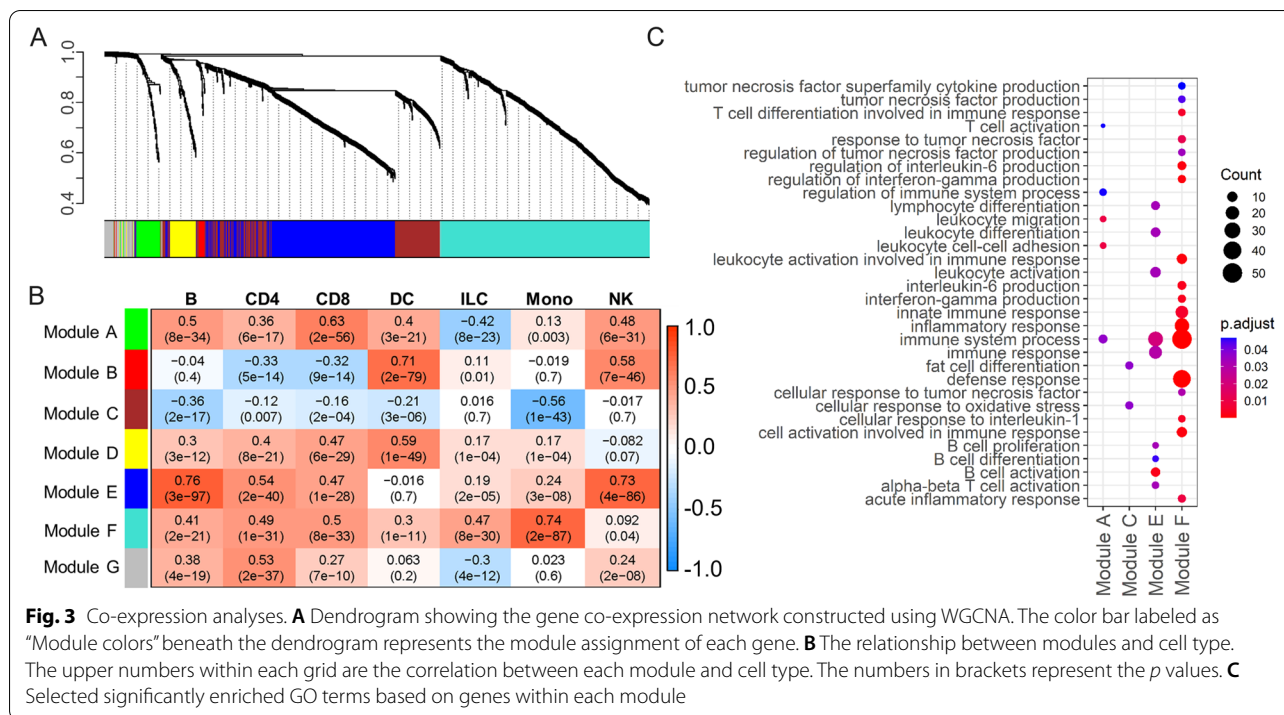 A
1.0
0.8
0.6
0.4
B
B CD4 CD8 DC ILC Mono NK
Module A 0.5 0.36 0.63 0.4 −0.42 0.13 0.48
(8e−34) (6e−17) (2e−56) (3e−21) (8e−23) (0.003) (6e−31)
Module B −0.04 −0.33 −0.32 0.71 0.11 −0.019 0.58
(0.4) (5e−14) (9e−14) (2e−79) (0.01) (0.7) (7e−46)
Module C −0.36 −0.12 −0.16 −0.21 0.016 −0.56 −0.017
(2e−17) (0.007) (2e−04) (3e−06) (0.7) (1e−43) (0.7)
Module D 0.3 0.4 0.47 0.59 0.17 0.17 −0.082
(3e−12) (8e−21) (6e−29) (1e−49) (1e−04) (1e−04) (0.07)
Module E 0.76 0.54 0.47 −0.016 0.19 0.24 0.73
(3e−97) (2e−40) (1e−28) (0.7) (2e−05) (3e−08) (4e−86)
Module F 0.41 0.49 0.5 0.3 0.47 0.74 0.092
(2e−21) (1e−31) (8e−33) (1e−11) (8e−30) (2e−87) (0.04)
Module G 0.38 0.53 0.27 0.063 −0.3 0.023 0.24
(4e−19) (2e−37) (7e−10) (0.2) (4e−12) (0.6) (2e−08)
1.0
0.5
0.0
-0.5
-1.0
C
tumor necrosis factor superfamily cytokine production
tumor necrosis factor production
T cell differentiation involved in immune response
T cell activation
response to tumor necrosis factor
regulation of tumor necrosis factor production
regulation of interleukin-6 production
regulation of interferon-gamma production
regulation of immune system process
lymphocyte differentiation
leukocyte migration
leukocyte differentiation
leukocyte cell-cell adhesion
leukocyte activation involved in immune response
leukocyte activation
interleukin-6 production
interferon-gamma production
innate immune response
inflammatory response
immune system process
immune response
fat cell differentiation
defense response
cellular response to tumor necrosis factor
cellular response to oxidative stress
cellular response to interleukin-1
cell activation involved in immune response
B cell proliferation
B cell differentiation
B cell activation
alpha-beta T cell activation
acute inflammatory response
Module A
Module C
Module E
Module F
Count
10
20
30
40
50
p.adjust
0.04
0.03
0.02
0.01
Fig. 3 Co-expression analyses. A Dendrogram showing the gene co-expression network constructed using WGCNA. The color bar labeled as
“Module colors” beneath the dendrogram represents the module assignment of each gene. B The relationship between modules and cell type.
The upper numbers within each grid are the correlation between each module and cell type. The numbers in brackets represent the p values. C
Selected significantly enriched GO terms based on genes within each module